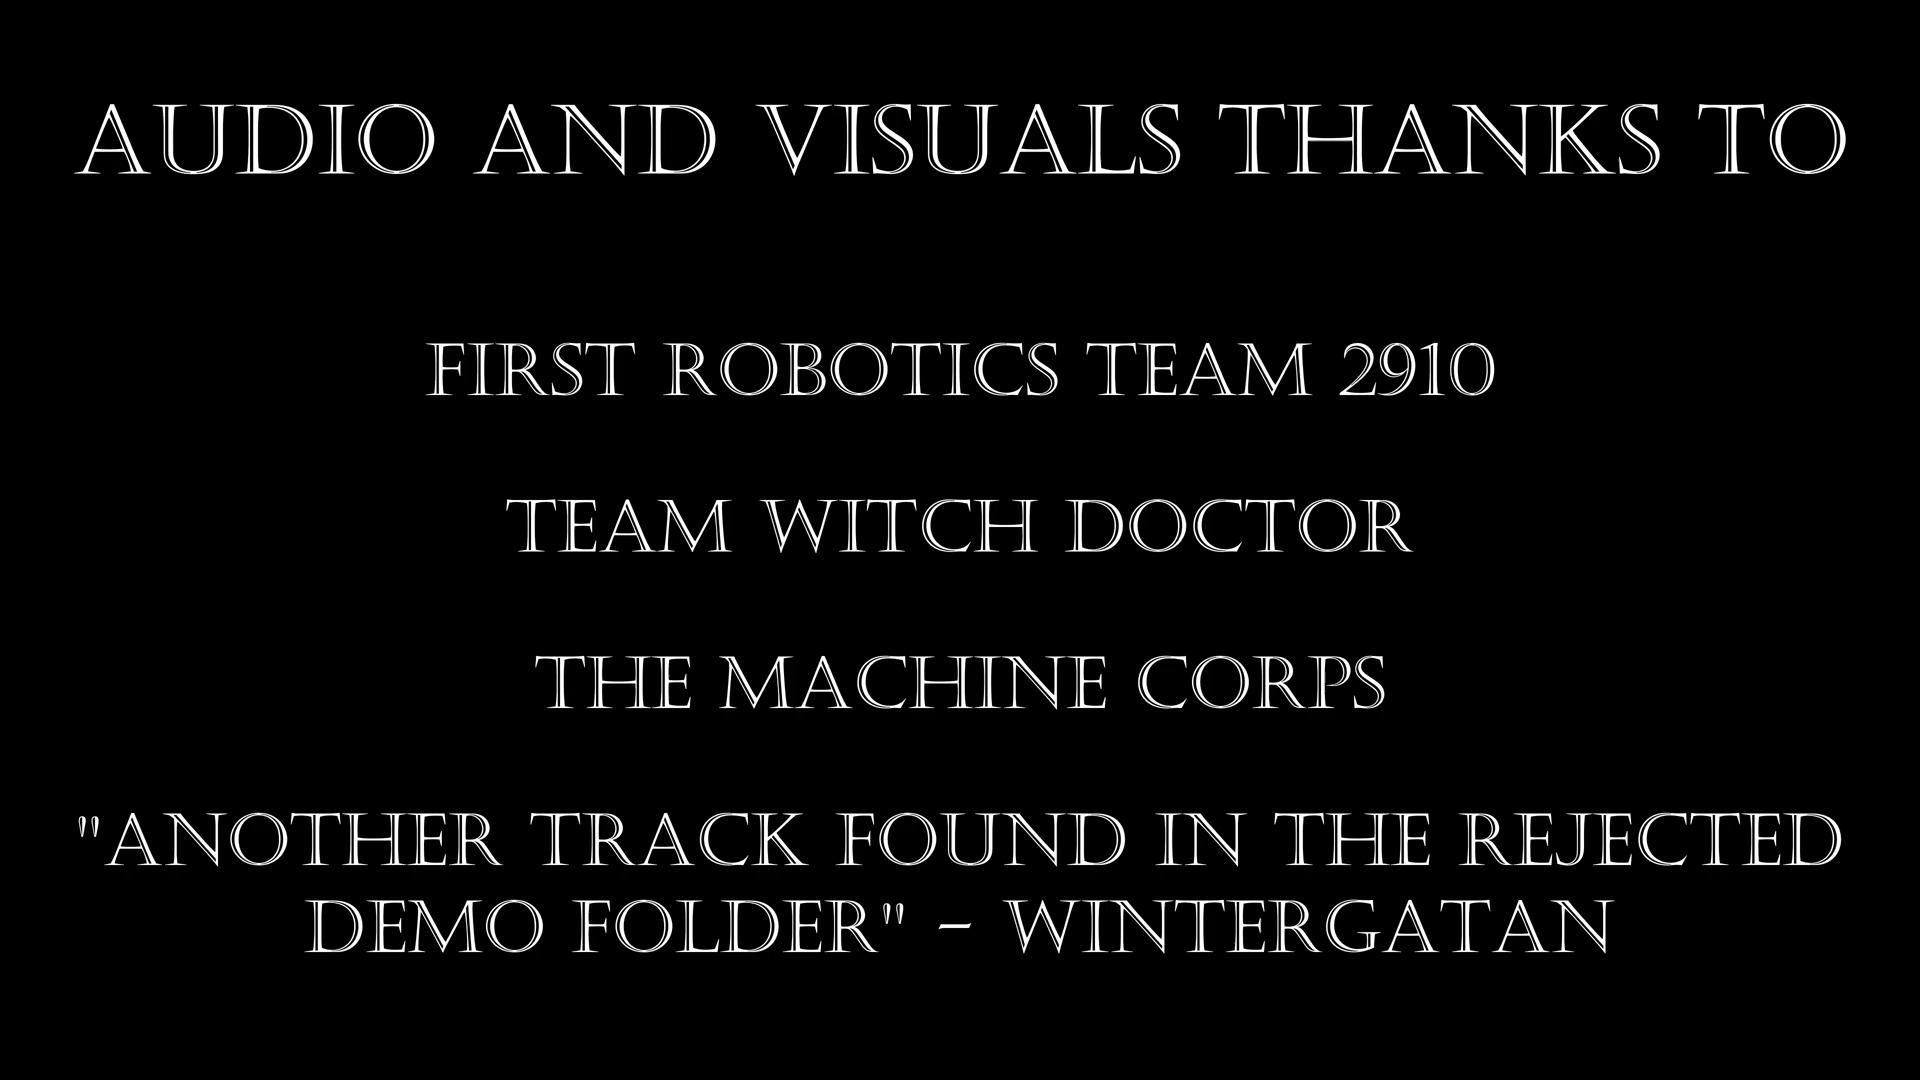 AUDIO AND VISUALS THANKS TO
FIRST ROBOTICS TEAM 2910
TEAM WITCH DOCTOR
THE MACHINE CORPS
"ANOTHER TRACK FOUND IN THE REJECTED
DEMO FOLDER" - WINTERGATAN